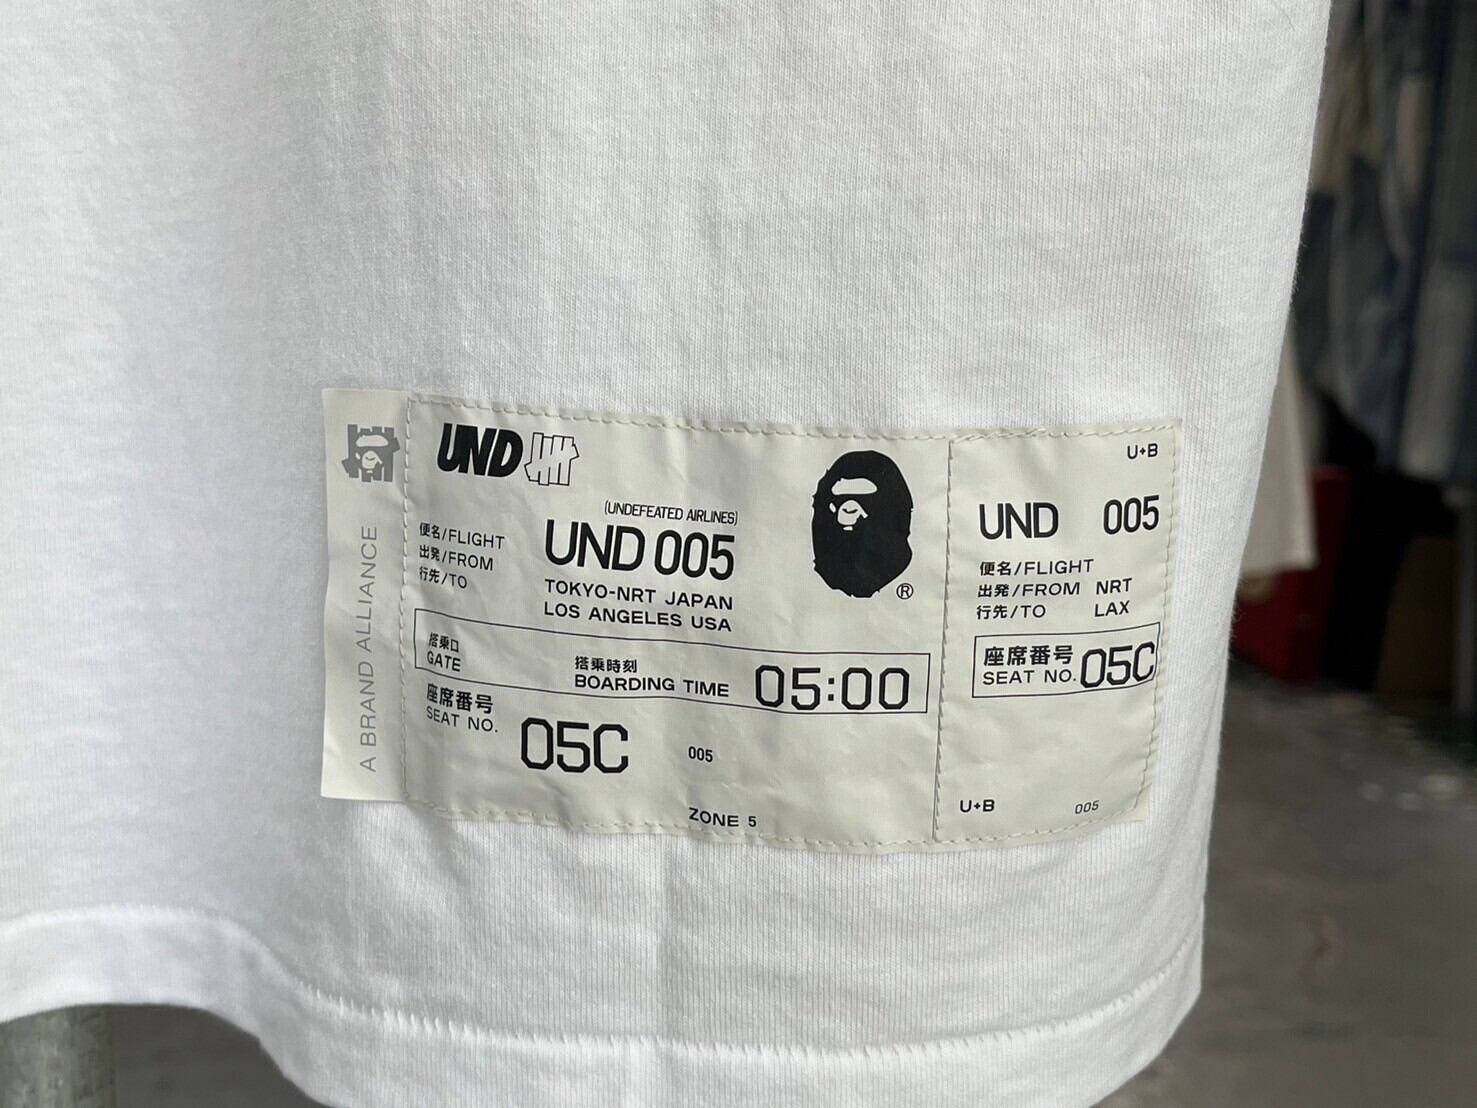 A BRAND ALLIANCE
UND
(UNDEFEATED AIRLINES)
便名/FLIGHT UND 005
出発/FROM TOKYO-NRT JAPAN
行先/TO LOS ANGELES USA
®
搭乗口
GATE
搭乗時刻
BOARDING TIME 05:00
座席番号
SEAT NO. 05C
005
ZONE 5
U+B
UND 005
便名/FLIGHT
出発/FROM NRT
行先/TO LAX
座席番号
SEAT NO. 05C
U+B 005